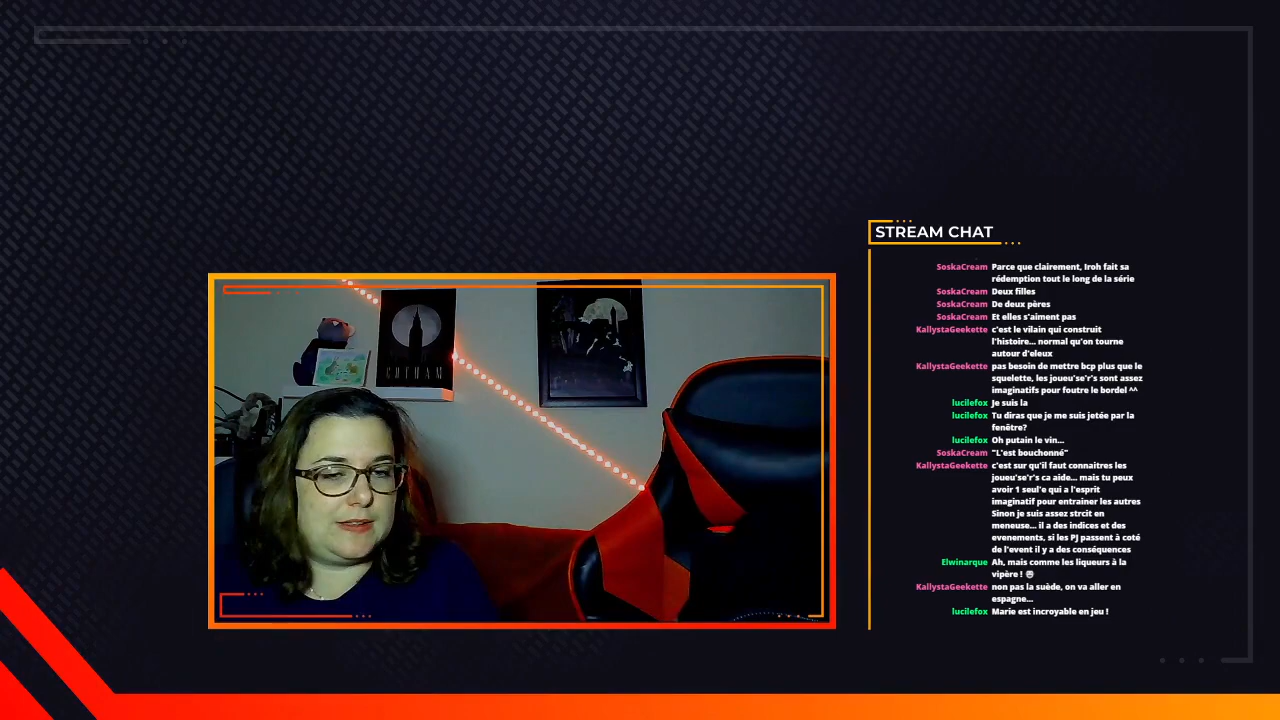 STREAM CHAT
SoskaCream Parce que clairement, Iroh fait sa
rédemption tout le long de la série
SoskaCream Deux filles
SoskaCream De deux pères
SoskaCream Et elles s'aiment pas
KallystaGeekette c'est le vilain qui construit
l'histoire... normal qu'on tourne
autour d'eleux
KallystaGeekette pas besoin de mettre bcp plus que le
squelette, les joueu'se'r's sont assez
imaginatifs pour foutre le bordel ^^
lucilefox Je suis la
lucilefox Tu diras que je me suis jetée par la
fenêtre?
lucilefox Oh putain le vin...
SoskaCream "L'est bouchonné"
KallystaGeekette c'est sur qu'il faut connaitres les
joueu'se'r's ca aide... mais tu peux
avoir 1 seul'e qui a l'esprit
imaginatif pour entrainer les autres
Sinon je suis assez strcit en
meneuse... il a des indices et des
evenements, si les PJ passent à coté
de l'event il y a des conséquences
Elwinarque Ah, mais comme les liqueurs à la
vipère !
KallystaGeekette non pas la suède, on va aller en
espagne...
lucilefox Marie est incroyable en jeu !
GOTHAM